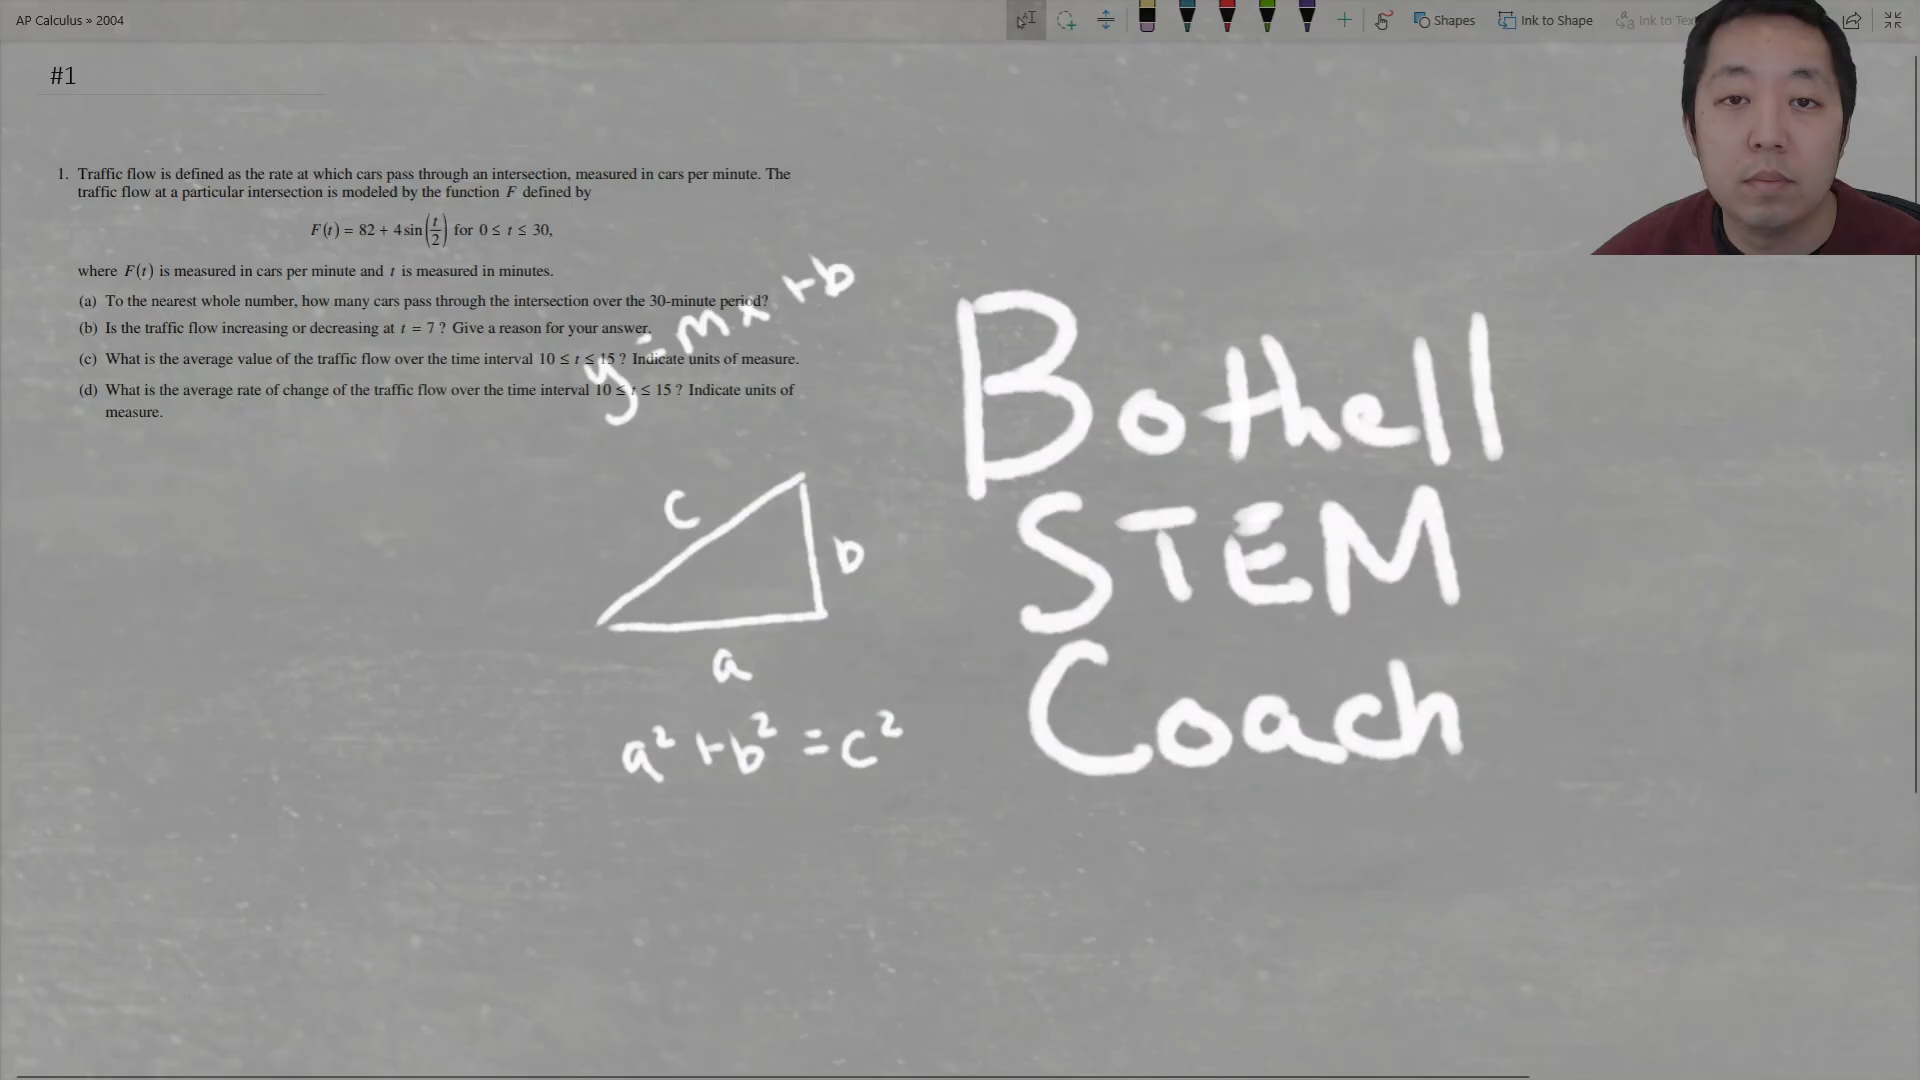 AP Calculus » 2004
Shapes
Ink to Shape
Ink to Tex
#1
1. Traffic flow is defined as the rate at which cars pass through an intersection, measured in cars per minute. The
traffic flow at a particular intersection is modeled by the function F defined by
F(t) = 82 + 4 sin(t/2) for 0 ≤ t ≤ 30,
where F(t) is measured in cars per minute and t is measured in minutes.
(a) To the nearest whole number, how many cars pass through the intersection over the 30-minute period?
(b) Is the traffic flow increasing or decreasing at t = 7 ? Give a reason for your answer.
(c) What is the average value of the traffic flow over the time interval 10 ≤ t ≤ 15 ? Indicate units of measure.
(d) What is the average rate of change of the traffic flow over the time interval 10 ≤ t ≤ 15 ? Indicate units of
measure.
y = mx + b
Bothell
STEM
Coach
c
b
a
a² + b² = c²